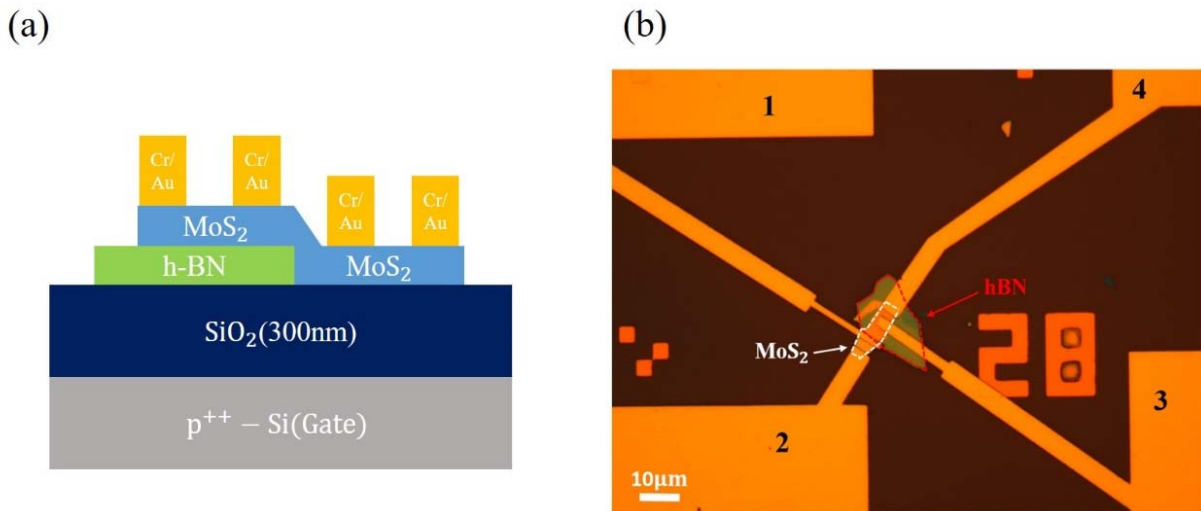 (a)
(b)
Cr/
Au
Cr/
Au
Cr/
Au
Cr/
Au
MoS₂
h-BN
MoS₂
SiO₂(300nm)
p⁺⁺ − Si(Gate)
1
4
hBN
MoS₂
28
3
2
10μm